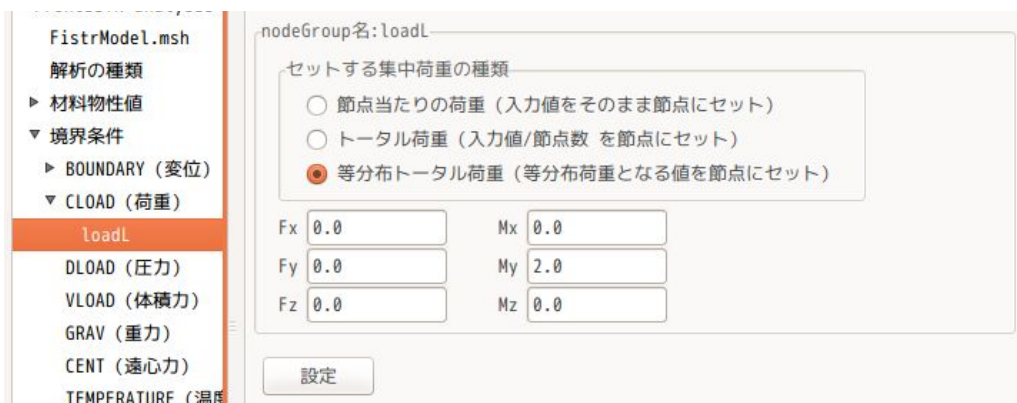 FistrModel.msh
解析の種類
材料物性値
境界条件
BOUNDARY (変位)
CLOAD (荷重)
loadL
DLOAD (圧力)
VLOAD (体積力)
GRAV (重力)
CENT (遠心力)
TEMPERATURE (温度
nodeGroup名:loadL
セットする集中荷重の種類
節点当たりの荷重 (入力値をそのまま節点にセット)
トータル荷重 (入力値/節点数 を節点にセット)
等分布トータル荷重 (等分布荷重となる値を節点にセット)
Fx 0.0 Mx 0.0
Fy 0.0 My 2.0
Fz 0.0 Mz 0.0
設定